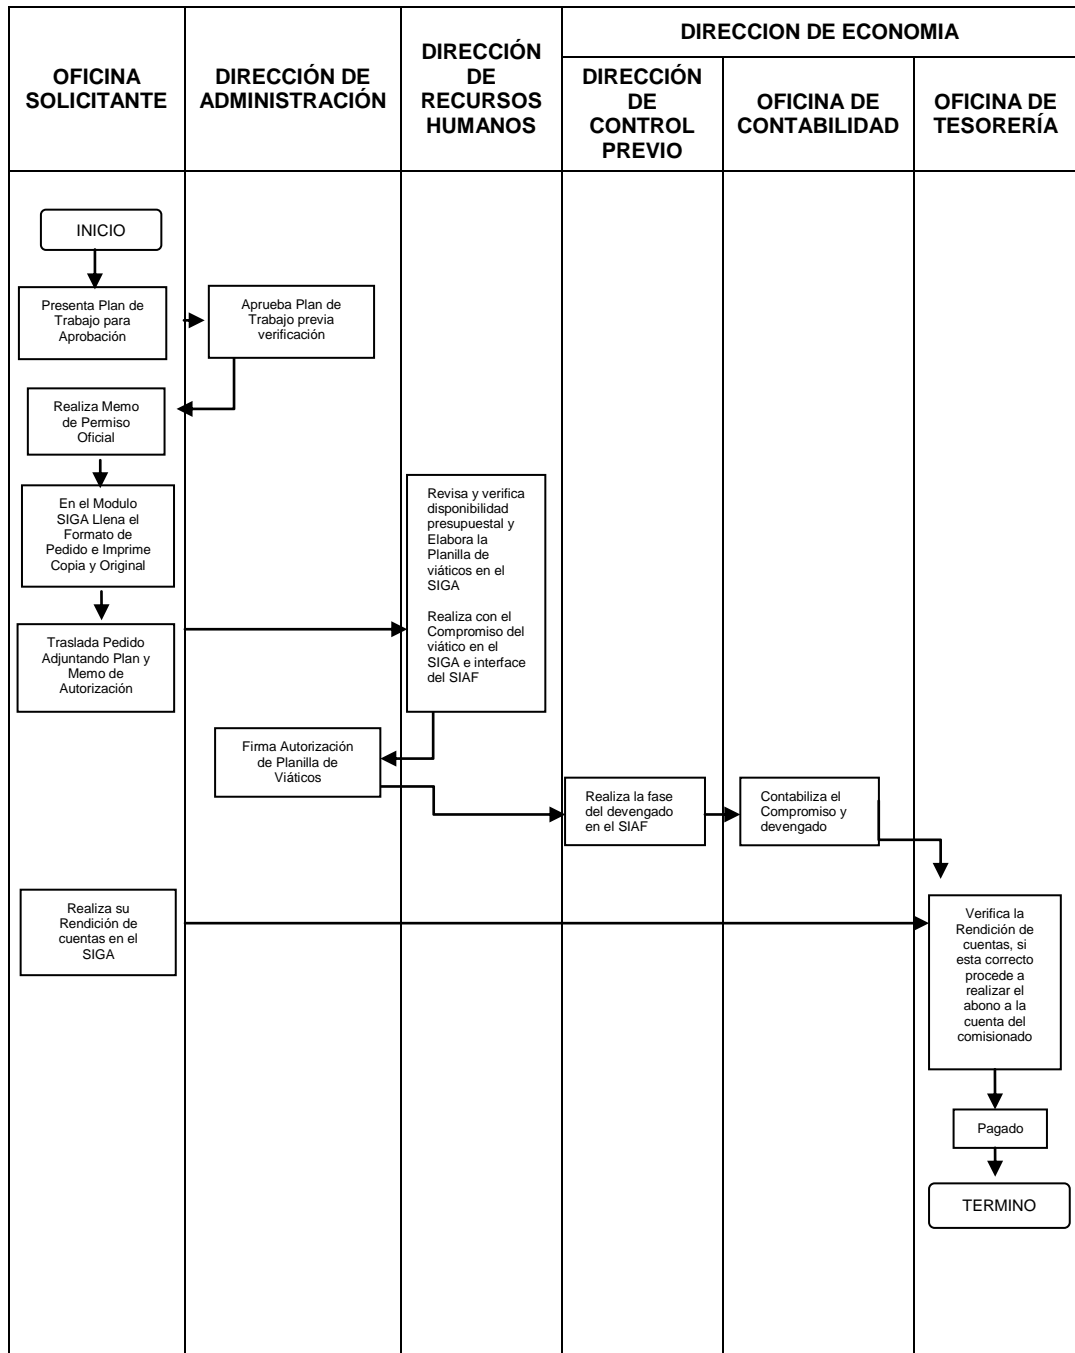 OFICINA
SOLICITANTE
DIRECCIÓN DE
ADMINISTRACIÓN
DIRECCIÓN
DE
RECURSOS
HUMANOS
DIRECCION DE ECONOMIA
DIRECCIÓN
DE
CONTROL
PREVIO
OFICINA DE
CONTABILIDAD
OFICINA DE
TESORERÍA
INICIO
Presenta Plan de
Trabajo para
Aprobación
Aprueba Plan de
Trabajo previa
verificación
Realiza Memo
de Permiso
Oficial
En el Modulo
SIGA Llena el
Formato de
Pedido e Imprime
Copia y Original
Traslada Pedido
Adjuntando Plan y
Memo de
Autorización
Revisa y verifica
disponibilidad
presupuestal y
Elabora la
Planilla de
viáticos en el
SIGA
Realiza con el
Compromiso del
viático en el
SIGA e interface
del SIAF
Firma Autorización
de Planilla de
Viáticos
Realiza la fase
del devengado
en el SIAF
Contabiliza el
Compromiso y
devengado
Realiza su
Rendición de
cuentas en el
SIGA
Verifica la
Rendición de
cuentas, si
esta correcto
procede a
realizar el
abono a la
cuenta del
comisionado
Pagado
TERMINO